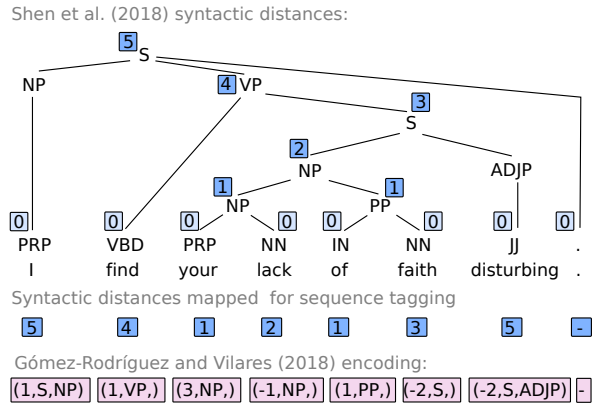 Shen et al. (2018) syntactic distances:
5 S
NP 4 VP 3
S
2
NP ADJP
1 NP 1 PP
0 0 0 0 0 0 0 0
PRP VBD PRP NN IN NN JJ .
I find your lack of faith disturbing .
Syntactic distances mapped for sequence tagging
5 4 1 2 1 3 5 -
Gómez-Rodríguez and Vilares (2018) encoding:
(1,S,NP) (1,VP,) (3,NP,) (-1,NP,) (1,PP,) (-2,S,) (-2,S,ADJP) -